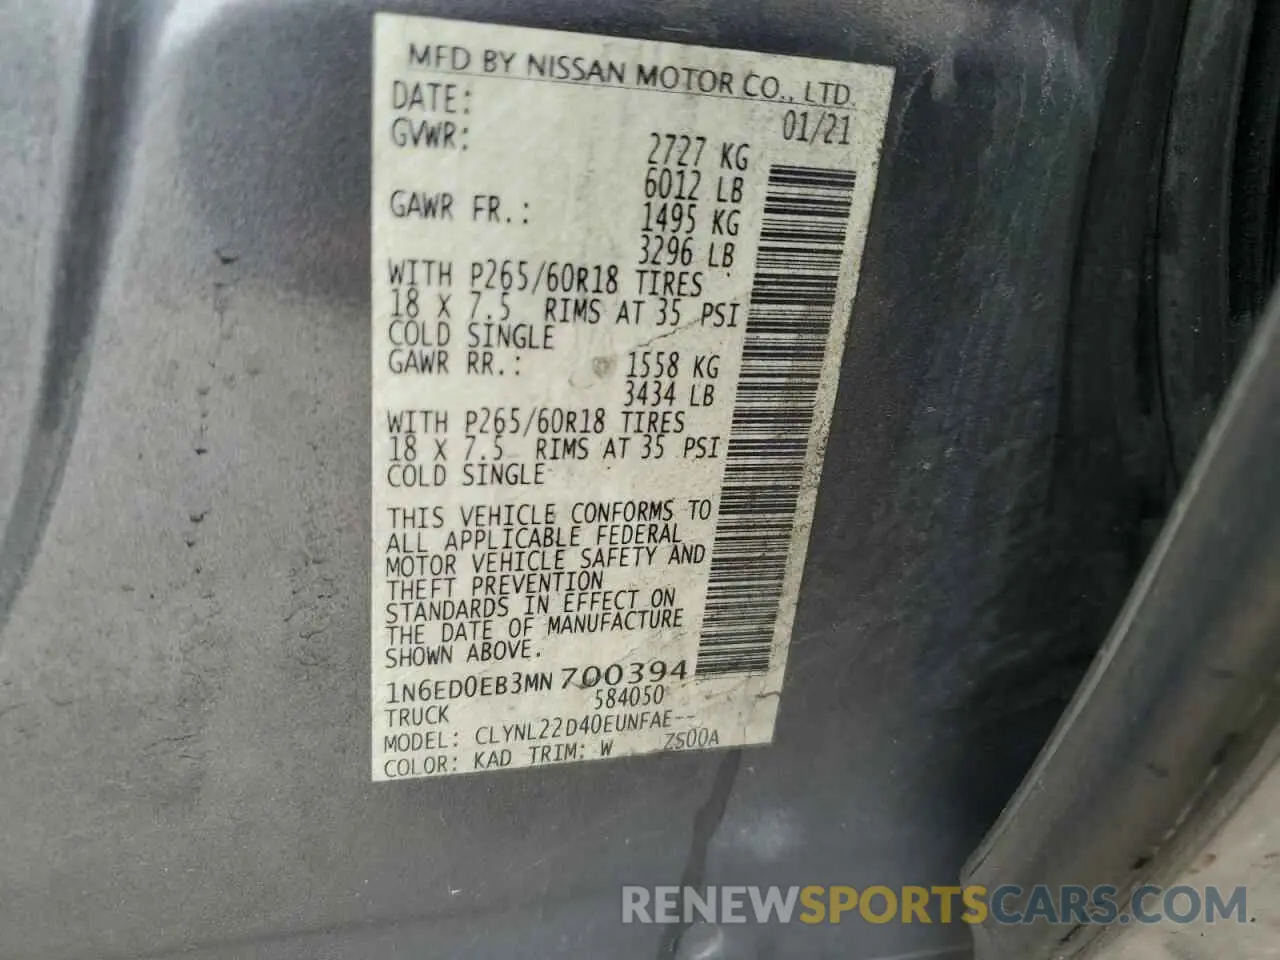 MFD BY NISSAN MOTOR CO., LTD.
DATE: 01/21
GVWR: 2727 KG
6012 LB
GAWR FR.: 1495 KG
3296 LB
WITH P265/60R18 TIRES
18 X 7.5 RIMS AT 35 PSI
COLD SINGLE
GAWR RR.: 1558 KG
3434 LB
WITH P265/60R18 TIRES
18 X 7.5 RIMS AT 35 PSI
COLD SINGLE
THIS VEHICLE CONFORMS TO
ALL APPLICABLE FEDERAL
MOTOR VEHICLE SAFETY AND
THEFT PREVENTION
STANDARDS IN EFFECT ON
THE DATE OF MANUFACTURE
SHOWN ABOVE.
1N6ED0EB3MN700394
TRUCK 584050
MODEL: CLYNL22D40EUNFAE--
COLOR: KAD TRIM: W ZS00A
RENEWSPORTSCARS.COM